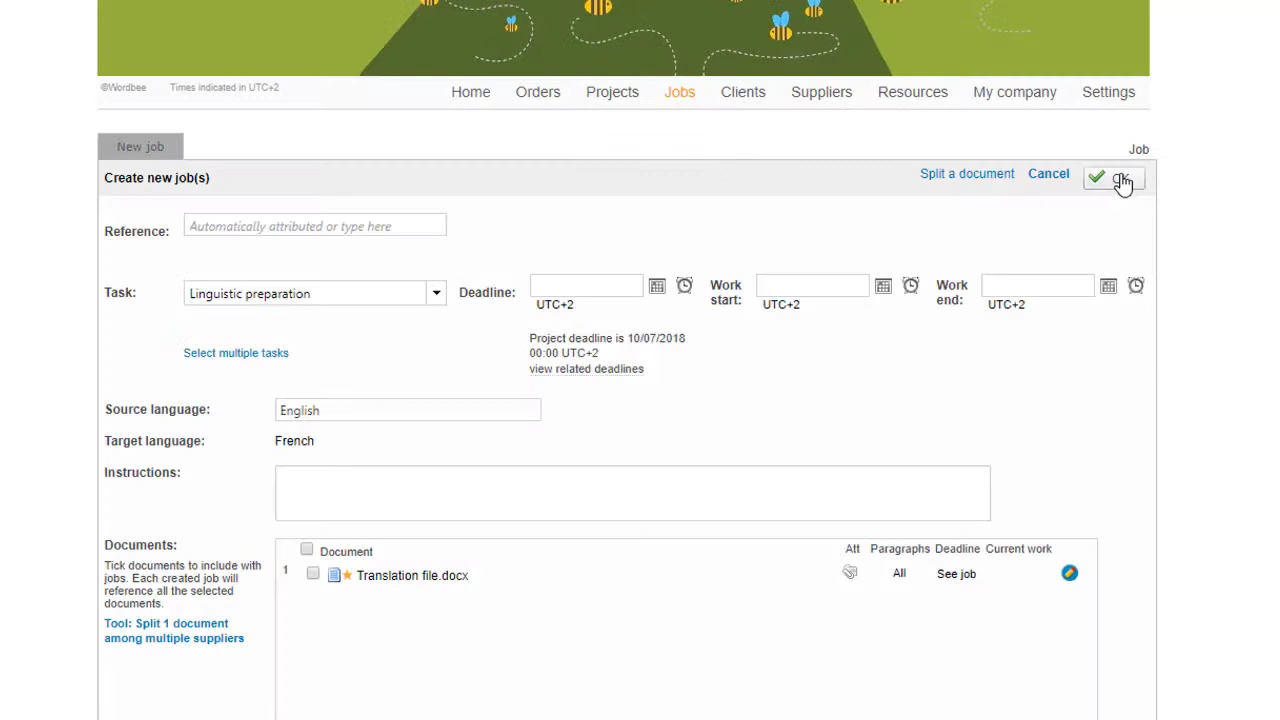 ©Wordbee Times indicated in UTC+2
Home Orders Projects Jobs Clients Suppliers Resources My company Settings
New job
Job
Create new job(s)
Split a document Cancel
Reference: Automatically attributed or type here
Task: Linguistic preparation Deadline: Work start: Work end:
UTC+2 UTC+2 UTC+2
Project deadline is 10/07/2018
00:00 UTC+2
Select multiple tasks
view related deadlines
Source language: English
Target language: French
Instructions:
Documents:
Tick documents to include with
jobs. Each created job will
reference all the selected
documents.
Tool: Split 1 document
among multiple suppliers
Document Att Paragraphs Deadline Current work
1 Translation file.docx All See job